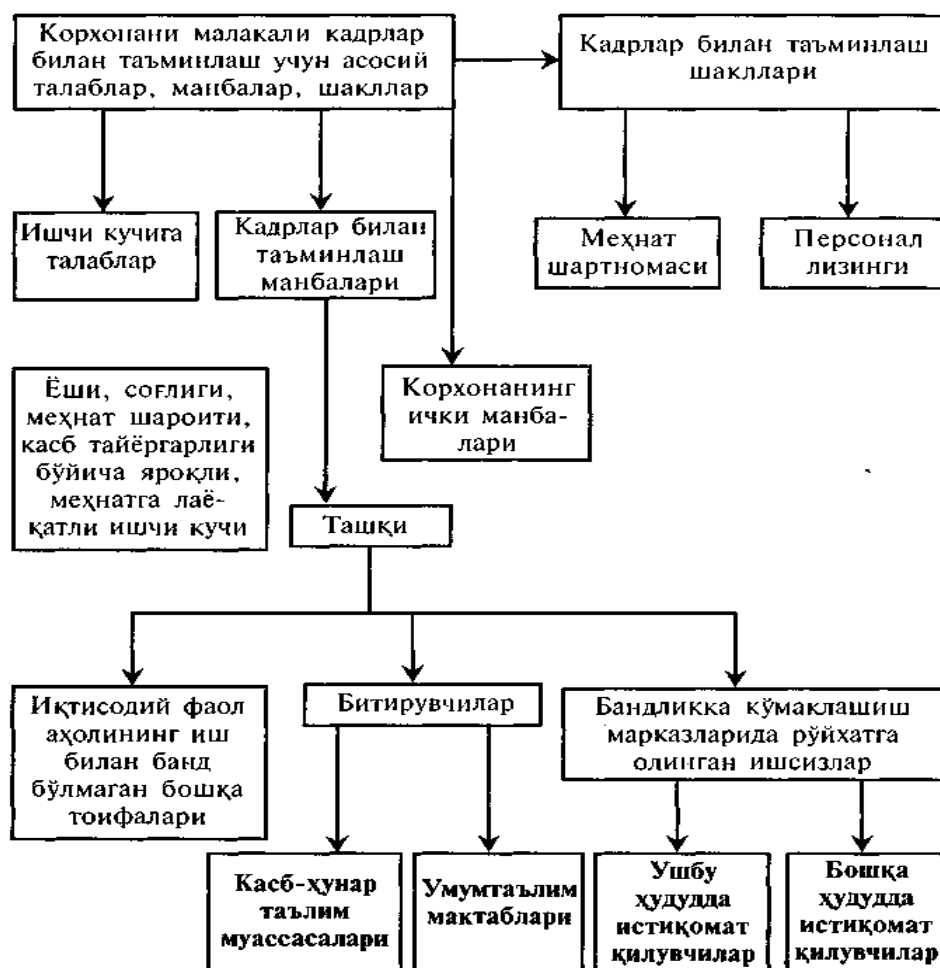 Корхонани малакали кадрлар
билан таъминлаш учун асосий
талаблар, манбалар, шакллар
Кадрлар билан таъминлаш
шакллари
Ишчи кучига
талаблар
Кадрлар билан
таъминлаш
манбалари
Меҳнат
шартномаси
Персонал
лизинги
Ёши, соғлиги,
меҳнат шароити,
касб тайёргарлиги
бўйича яроқли,
меҳнатга лаё-
қатли ишчи кучи
Корхонанинг
ички манба-
лари
Ташқи
Иқтисодий фаол
аҳолининг иш
билан банд
бўлмаган бошқа
тоифалари
Битирувчилар
Бандликка кўмаклашиш
марказларида рўйхатга
олинган ишсизлар
Касб-ҳунар
таълим
муассасалари
Умумтаълим
мактаблари
Ушбу
ҳудудда
истиқомат
қилувчилар
Бошқа
ҳудудда
истиқомат
қилувчилар